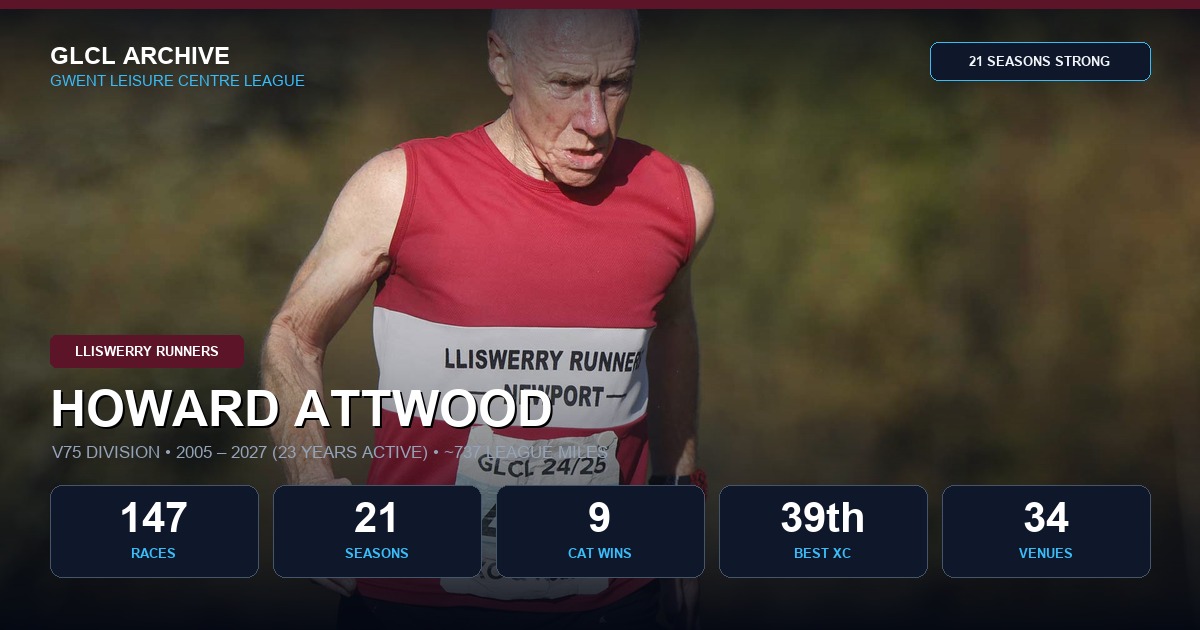 GLCL ARCHIVE
GWENT LEISURE CENTRE LEAGUE
21 SEASONS STRONG
LLISWERRY RUNNERS
NEWPORT
LLISWERRY RUNNERS
HOWARD ATTWOOD
V75 DIVISION • 2005 – 2027 (23 YEARS ACTIVE) • ~737 LEAGUE MILES
GLCL 24/25
147
RACES
21
SEASONS
9
CAT WINS
39th
BEST XC
34
VENUES